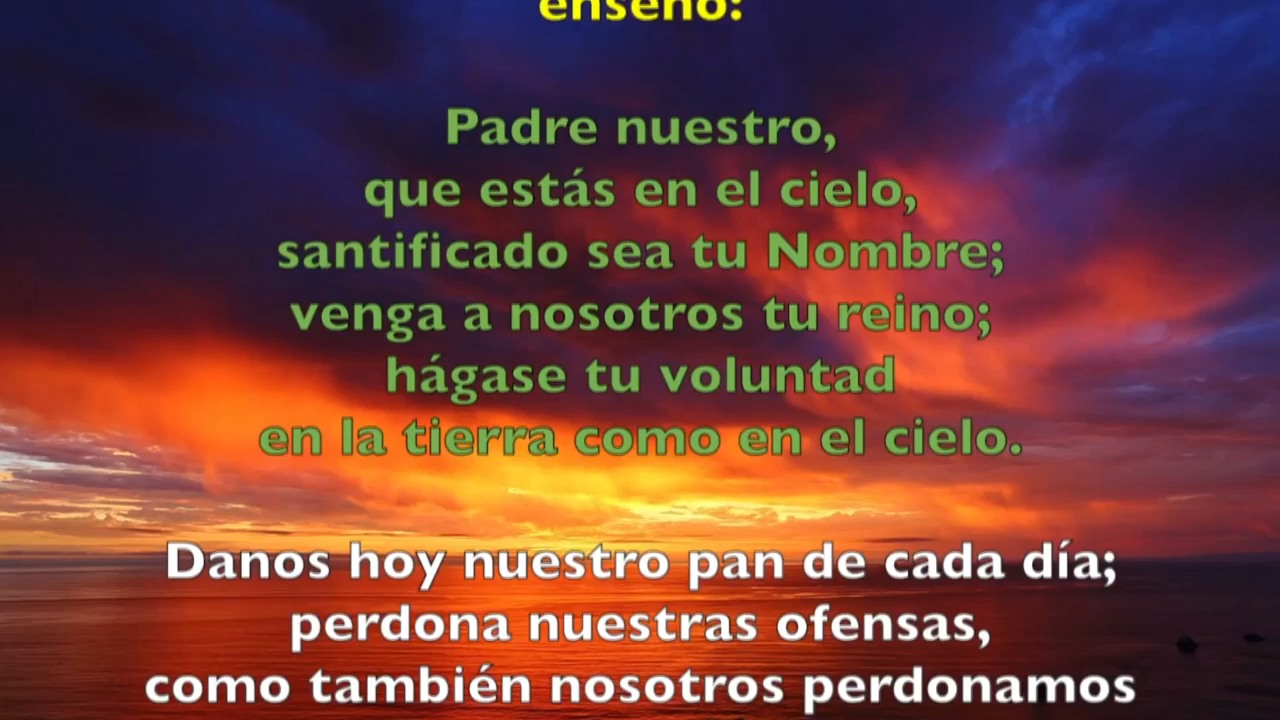 enseñó:
Padre nuestro,
que estás en el cielo,
santificado sea tu Nombre;
venga a nosotros tu reino;
hágase tu voluntad
en la tierra como en el cielo.
Danos hoy nuestro pan de cada día;
perdona nuestras ofensas,
como también nosotros perdonamos